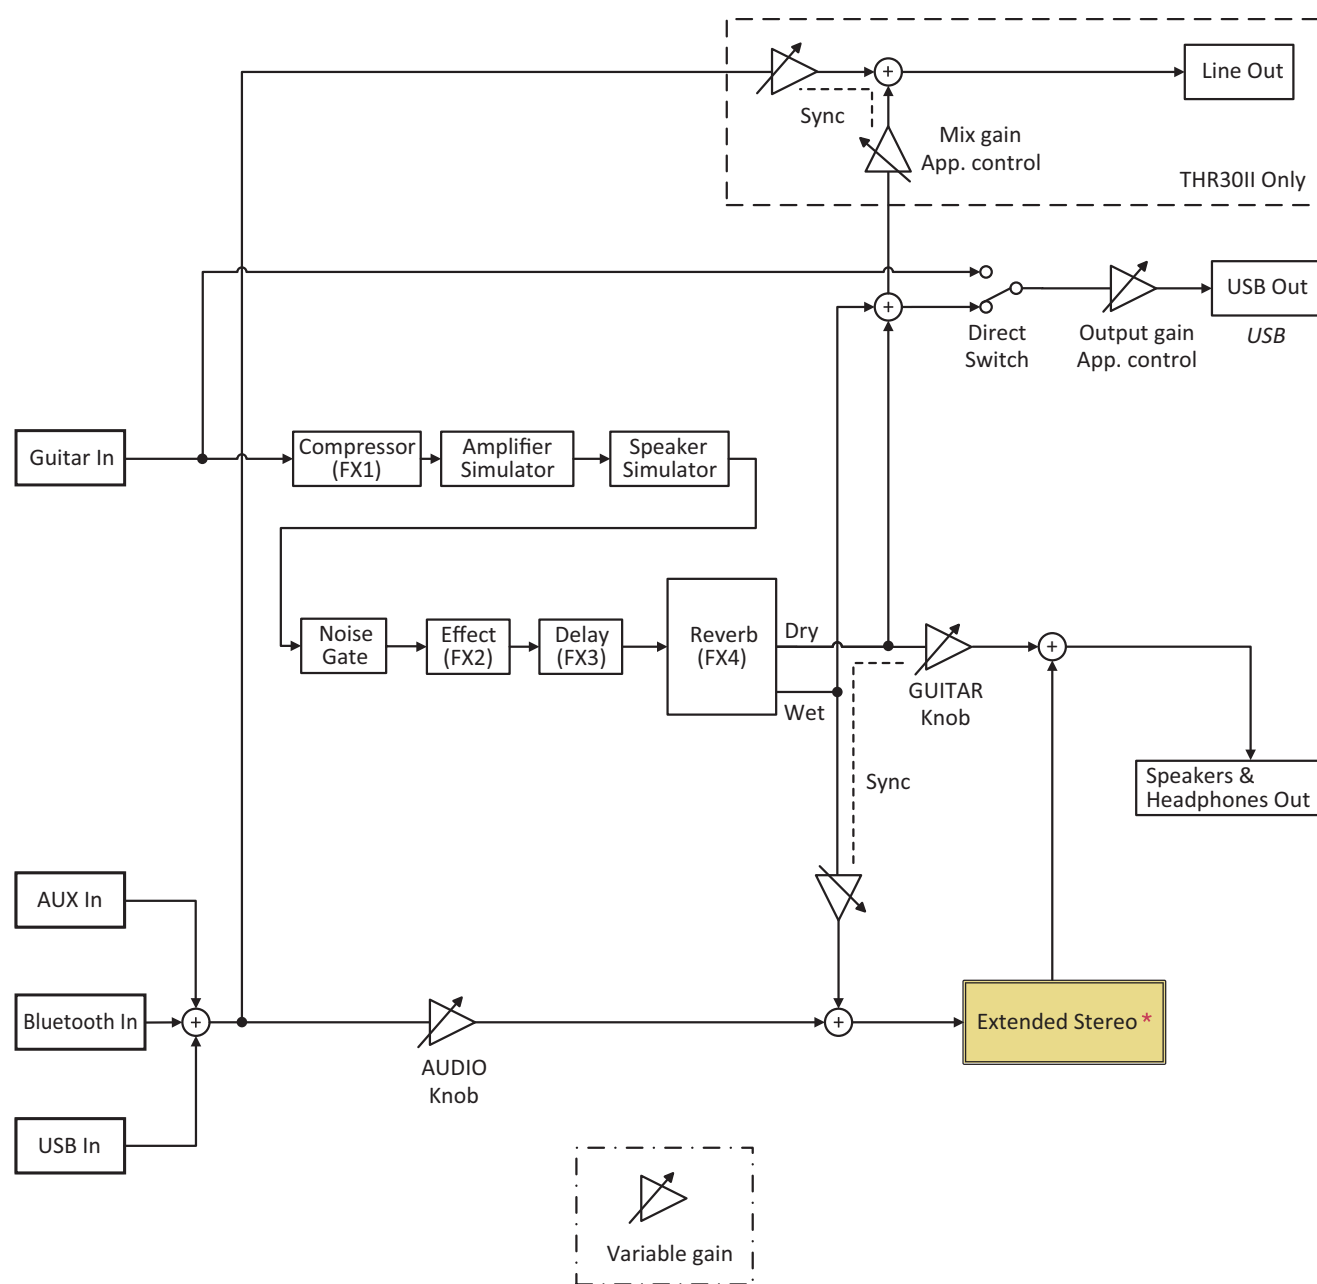 Line Out
Sync
Mix gain
App. control
THR30II Only
USB Out
USB
Direct
Switch
Output gain
App. control
Guitar In
Compressor
(FX1)
Amplifier
Simulator
Speaker
Simulator
Noise
Gate
Effect
(FX2)
Delay
(FX3)
Reverb
(FX4)
Dry
Wet
GUITAR
Knob
Sync
Speakers &
Headphones Out
AUX In
Bluetooth In
USB In
AUDIO
Knob
Extended Stereo*
+
+
+
+
+
Variable gain